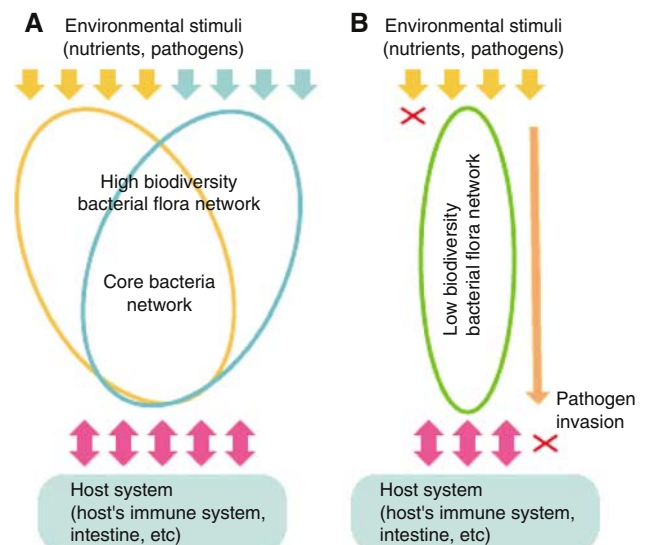 A
Environmental stimuli
(nutrients, pathogens)
High biodiversity
bacterial flora network
Core bacteria
network
Host system
(host's immune system,
intestine, etc)
B
Environmental stimuli
(nutrients, pathogens)
Low biodiversity
bacterial flora network
Pathogen
invasion
Host system
(host's immune system,
intestine, etc)